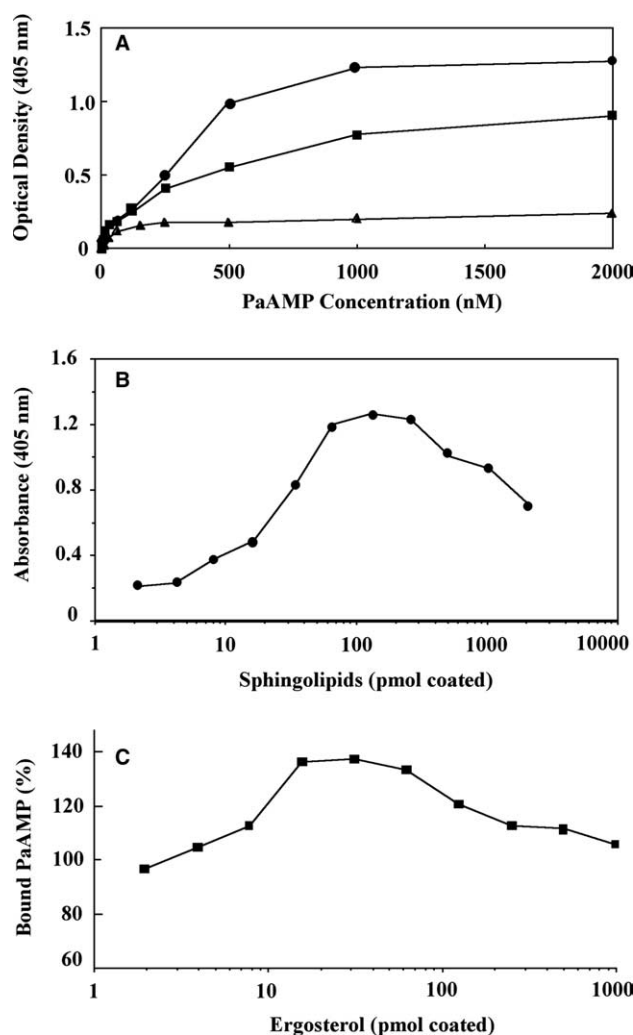 A
1.5
1.0
0.5
0
Optical Density (405 nm)
0 500 1000 1500 2000
PaAMP Concentration (nM)
B
1.6
1.2
0.8
0.4
0
Absorbance (405 nm)
1 10 100 1000 10000
Sphingolipids (pmol coated)
C
140
120
100
80
60
Bound PaAMP (%)
1 10 100 1000
Ergosterol (pmol coated)